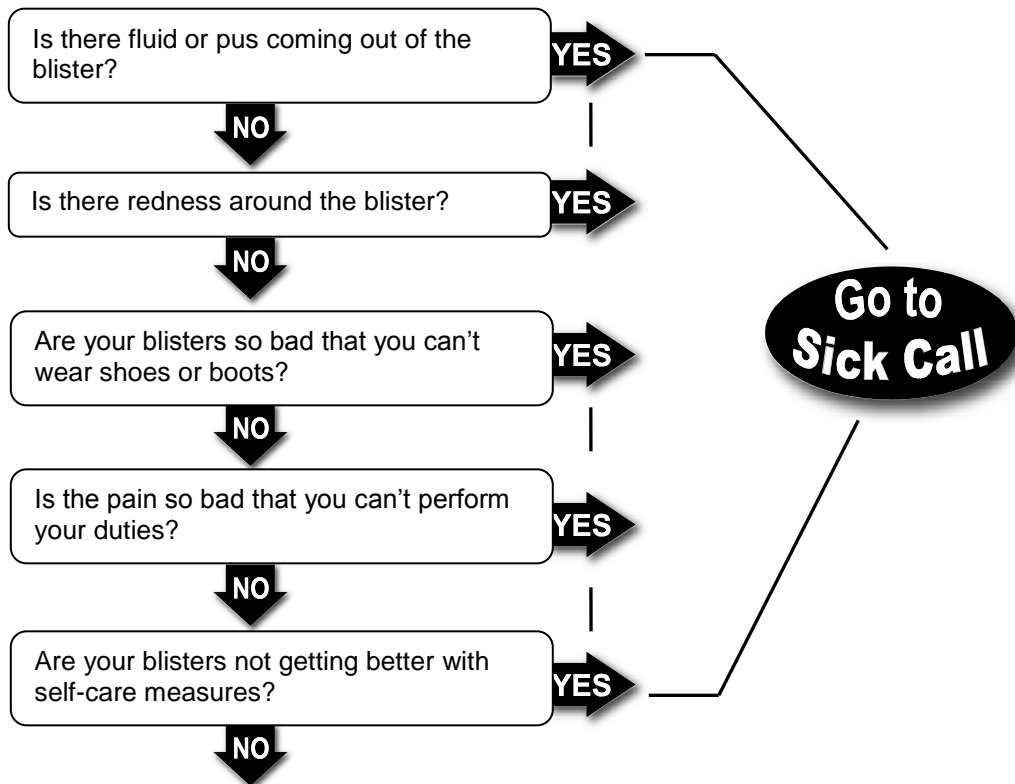 Is there fluid or pus coming out of the
blister?
YES
NO
Is there redness around the blister?
YES
NO
Are your blisters so bad that you can’t
wear shoes or boots?
YES
NO
Is the pain so bad that you can’t perform
your duties?
YES
NO
Are your blisters not getting better with
self-care measures?
YES
NO
Go to
Sick Call